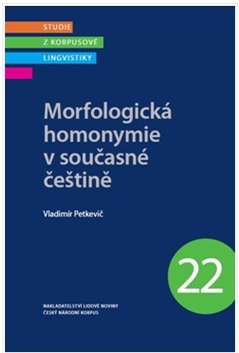 STUDIE
Z KORPUSOVÉ
LINGVISTIKY
Morfologická
homonymie
v současné
češtině
Vladimír Petkevič
22
NAKLADATELSTVÍ LIDOVÉ NOVINY
ČESKÝ NÁRODNÍ KORPUS